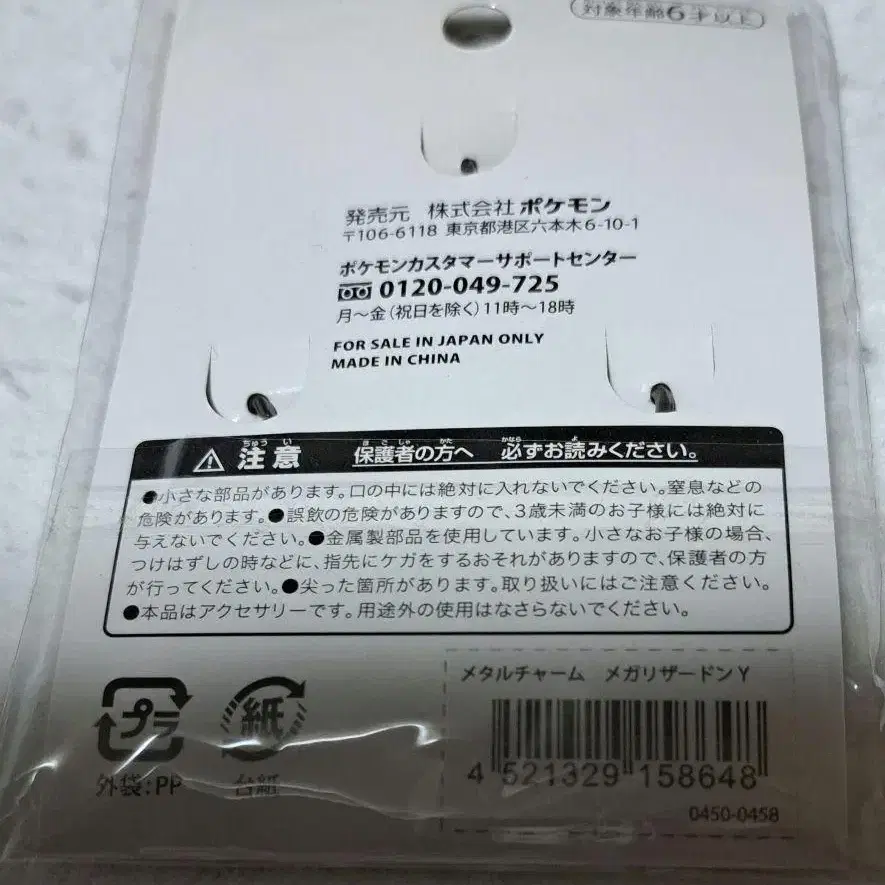 対象年齢6才以上
発売元 株式会社ポケモン
〒106-6118 東京都港区六本木6-10-1
ポケモンカスタマーサポートセンター
0120-049-725
月～金(祝日を除く)11時～18時
FOR SALE IN JAPAN ONLY
MADE IN CHINA
注意 保護者の方へ 必ずお読みください。
●小さな部品があります。口の中には絶対に入れないでください。窒息などの
危険があります。●誤飲の危険がありますので、3歳未満のお子様には絶対に
与えないでください。●金属製部品を使用しています。小さなお子様の場合、
つけはずしの時などに、指先にケガをするおそれがありますので、保護者の方
が行ってください。●尖った箇所があります。取り扱いにはご注意ください。
●本品はアクセサリーです。用途外の使用はなさらないでください。
プラ
紙
外袋:PP
台紙
メタルチャーム メガリザードンY
4 521329 158648
0450-0458